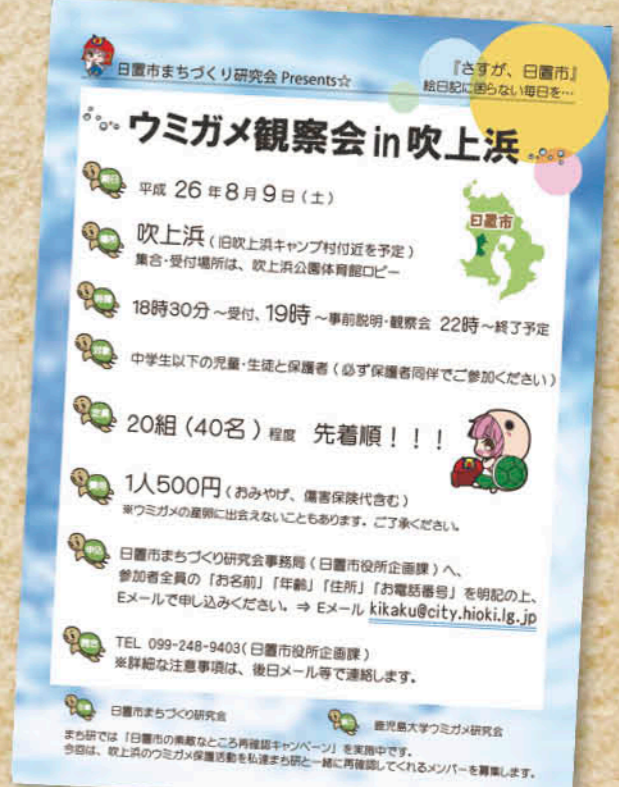 日置市まちづくり研究会 Presents☆
『さすが、日置市』
絵日記に困らない毎日を…
ウミガメ観察会in吹上浜
期日 平成 26年8月9日(土)
日置市
場所 吹上浜(旧吹上浜キャンプ村付近を予定)
集合・受付場所は、吹上浜公園体育館ロビー
時間 18時30分~受付、19時~事前説明・観察会 22時~終了予定
対象 中学生以下の児童・生徒と保護者(必ず保護者同伴でご参加ください)
定員 20組(40名)程度 先着順!!!
1人500円(おみやげ、傷害保険代含む)
※ウミガメの産卵に出会えないこともあります。ご了承ください。
申込 日置市まちづくり研究会事務局(日置市役所企画課)へ、
参加者全員の「お名前」「年齢」「住所」「お電話番号」を明記の上、
Eメールで申し込みください。⇒ Eメール kikaku@city.hioki.lg.jp
問合 TEL 099-248-9403(日置市役所企画課)
※詳細な注意事項は、後日メール等で連絡します。
日置市まちづくり研究会
鹿児島大学ウミガメ研究会
まち研では「日置市の素敵なところ再確認キャンペーン」を実施中です。
今回は、吹上浜のウミガメ保護活動を私達まち研と一緒に再確認してくれるメンバーを募集します。